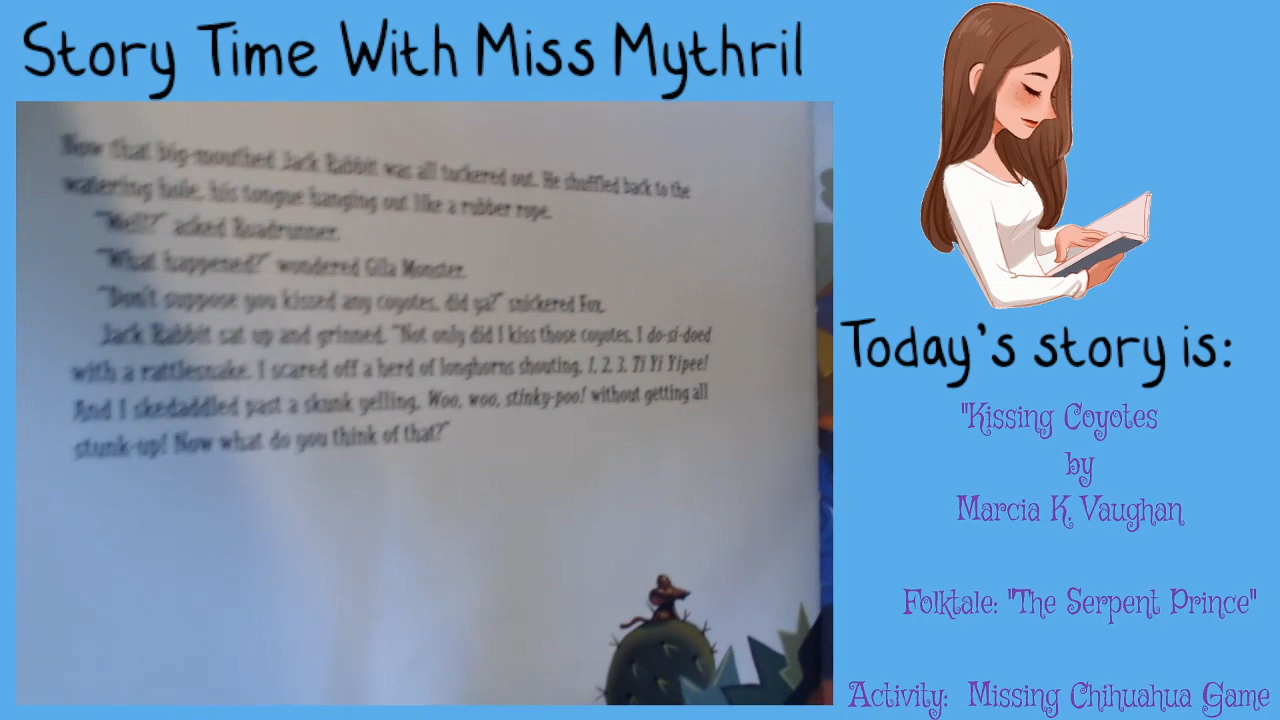 Story Time With Miss Mythril
Now that big-mouthed Jack Rabbit was all tuckered out. He shuffled back to the
watering hole, his tongue hanging out like a rubber rope.
"Well?" asked Roadrunner.
"What happened?" wondered Gila Monster.
"Don't suppose you kissed any coyotes, did ya?" snickered Fox.
Jack Rabbit sat up and grinned. "Not only did I kiss those coyotes, I do-si-doed
with a rattlesnake. I scared off a herd of longhorns shouting, 1, 2, 3, Yi Yi Yipee!
And I skedaddled past a skunk yelling, Woo, woo, stinky-poo! without getting all
stunk-up! Now what do you think of that?"
Today's story is:
"Kissing Coyotes
by
Marcia K. Vaughan
Folktale: "The Serpent Prince"
Activity: Missing Chihuahua Game